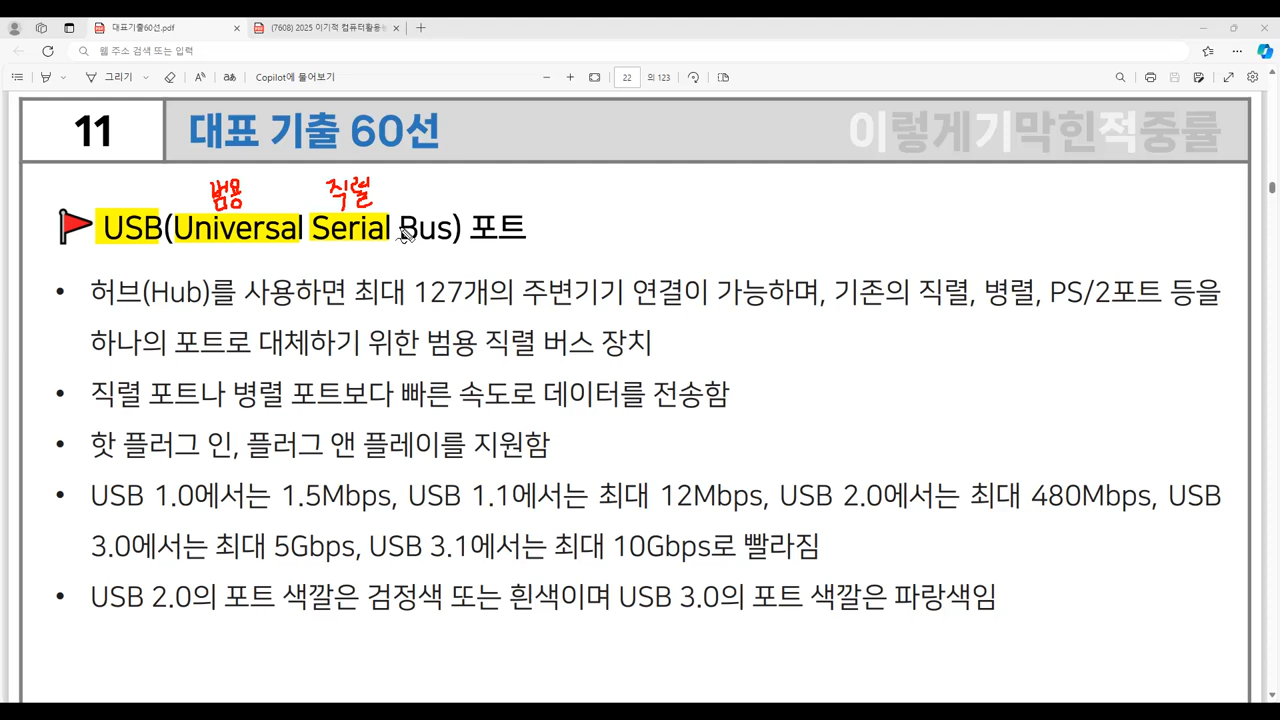 대표기출60선.pdf
(7608) 2025 이기적 컴퓨터활용능
웹 주소 검색 또는 입력
그리기
Copilot에 물어보기
22 의 123
11 대표 기출 60선 이렇게기막힌적중률
범용 직렬
USB(Universal Serial Bus) 포트
• 허브(Hub)를 사용하면 최대 127개의 주변기기 연결이 가능하며, 기존의 직렬, 병렬, PS/2포트 등을
하나의 포트로 대체하기 위한 범용 직렬 버스 장치
• 직렬 포트나 병렬 포트보다 빠른 속도로 데이터를 전송함
• 핫 플러그 인, 플러그 앤 플레이를 지원함
• USB 1.0에서는 1.5Mbps, USB 1.1에서는 최대 12Mbps, USB 2.0에서는 최대 480Mbps, USB
3.0에서는 최대 5Gbps, USB 3.1에서는 최대 10Gbps로 빨라짐
• USB 2.0의 포트 색깔은 검정색 또는 흰색이며 USB 3.0의 포트 색깔은 파랑색임